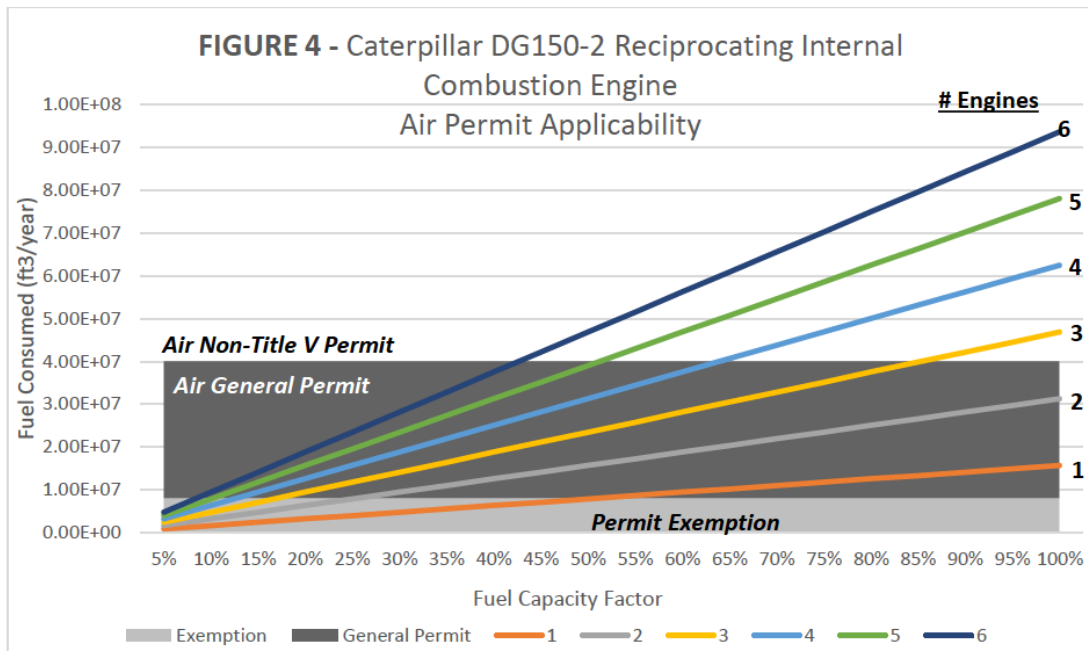 FIGURE 4 - Caterpillar DG150-2 Reciprocating Internal
Combustion Engine
Air Permit Applicability
# Engines
1.00E+08
9.00E+07
8.00E+07
7.00E+07
6.00E+07
5.00E+07
4.00E+07
3.00E+07
2.00E+07
1.00E+07
0.00E+00
Fuel Consumed (ft3/year)
6
5
4
3
2
1
Air Non-Title V Permit
Air General Permit
Permit Exemption
5% 10% 15% 20% 25% 30% 35% 40% 45% 50% 55% 60% 65% 70% 75% 80% 85% 90% 95% 100%
Fuel Capacity Factor
Exemption General Permit 1 2 3 4 5 6